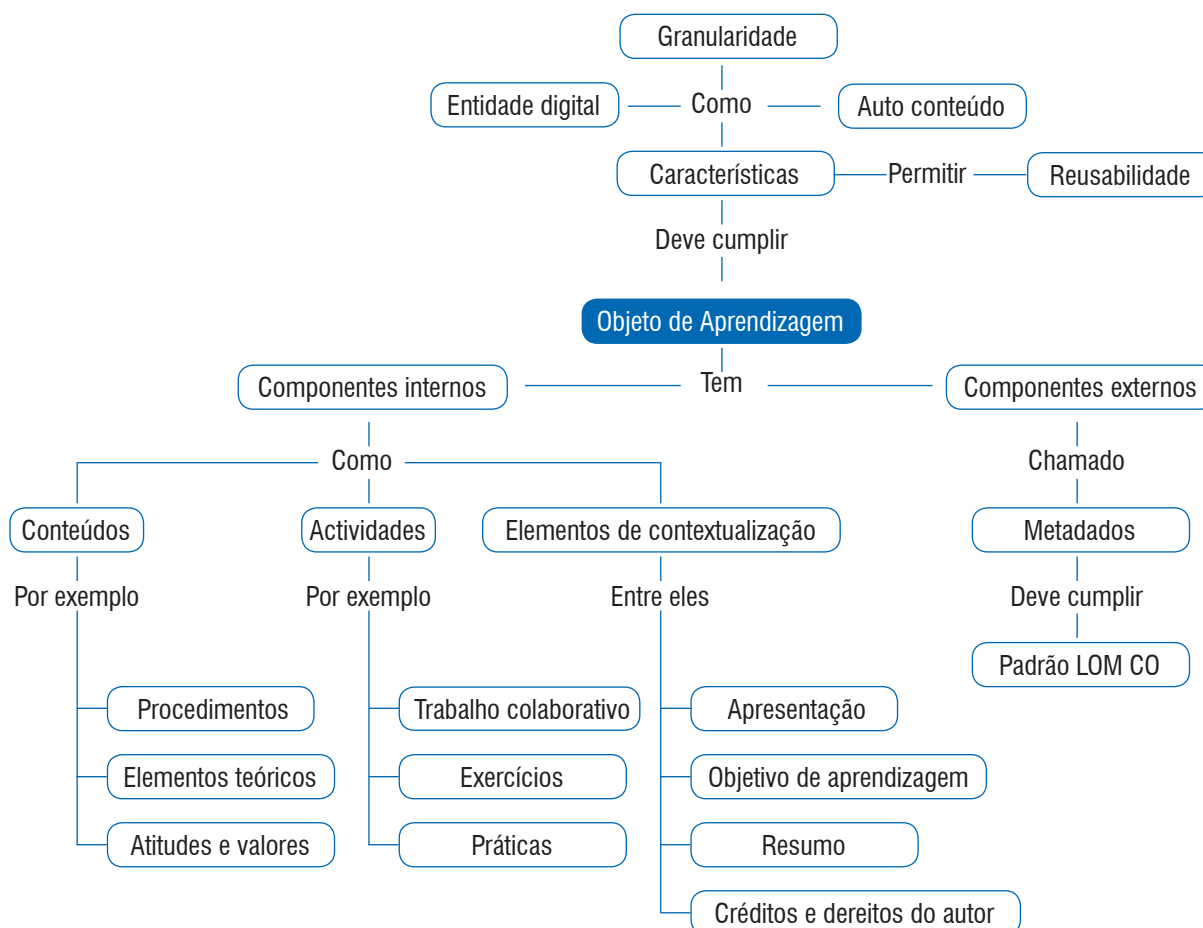 Granularidade
Entidade digital
Como
Auto conteúdo
Característícas
Permitir
Reusabilidade
Deve cumplir
Objeto de Aprendizagem
Componentes internos
Tem
Componentes externos
Como
Chamado
Conteúdos
Actividades
Elementos de contextualização
Metadados
Por exemplo
Por exemplo
Entre eles
Deve cumplir
Padrão LOM CO
Procedimentos
Trabalho colaborativo
Apresentação
Elementos teóricos
Exercícios
Objetivo de aprendizagem
Atitudes e valores
Práticas
Resumo
Créditos e dereitos do autor